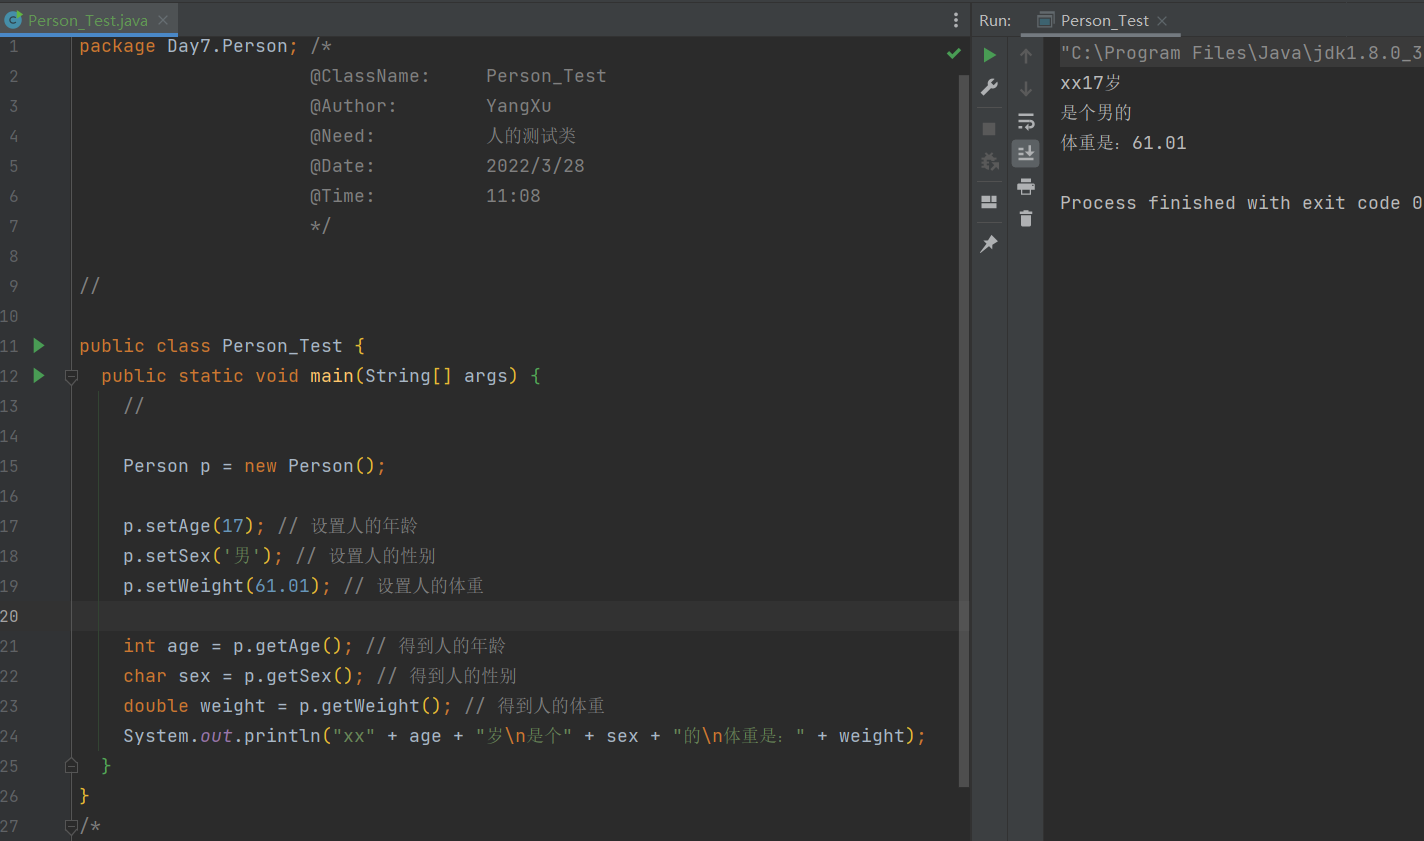 Person_Test.java
Run: Person_Test
1 package Day7.Person; /*
2 @ClassName: Person_Test
3 @Author: YangXu
4 @Need: 人的测试类
5 @Date: 2022/3/28
6 @Time: 11:08
7 */
8
9 //
10
11 public class Person_Test {
12 public static void main(String[] args) {
13 //
14
15 Person p = new Person();
16
17 p.setAge(17); // 设置人的年龄
18 p.setSex('男'); // 设置人的性别
19 p.setWeight(61.01); // 设置人的体重
20
21 int age = p.getAge(); // 得到人的年龄
22 char sex = p.getSex(); // 得到人的性别
23 double weight = p.getWeight(); // 得到人的体重
24 System.out.println("xx" + age + "岁\n是个" + sex + "的\n体重是：" + weight);
25 }
26 }
27 /*
"C:\Program Files\Java\jdk1.8.0_3
xx17岁
是个男的
体重是：61.01
Process finished with exit code 0